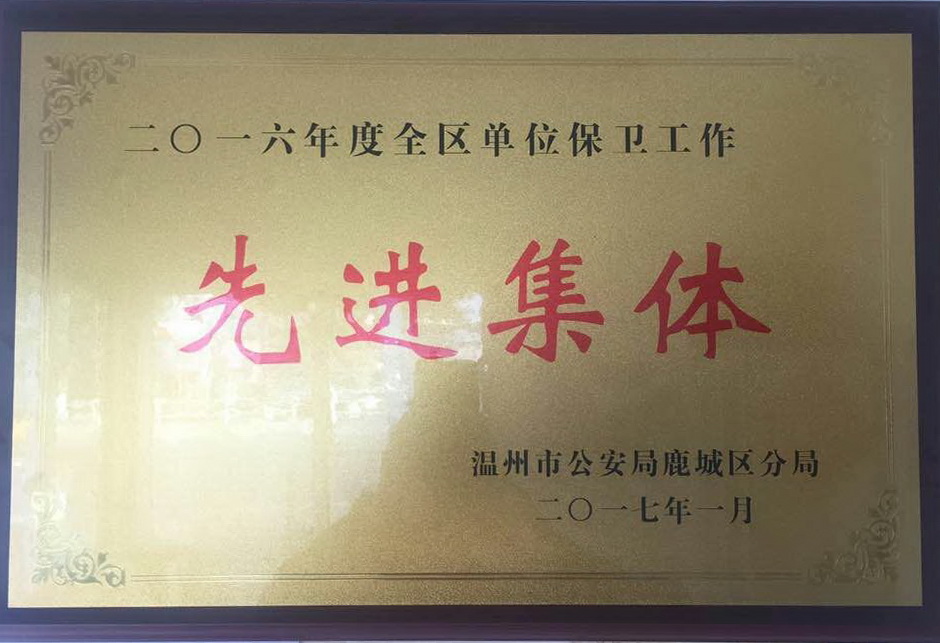 二〇一六年度全区单位保卫工作
先进集体
温州市公安局鹿城区分局
二〇一七年一月